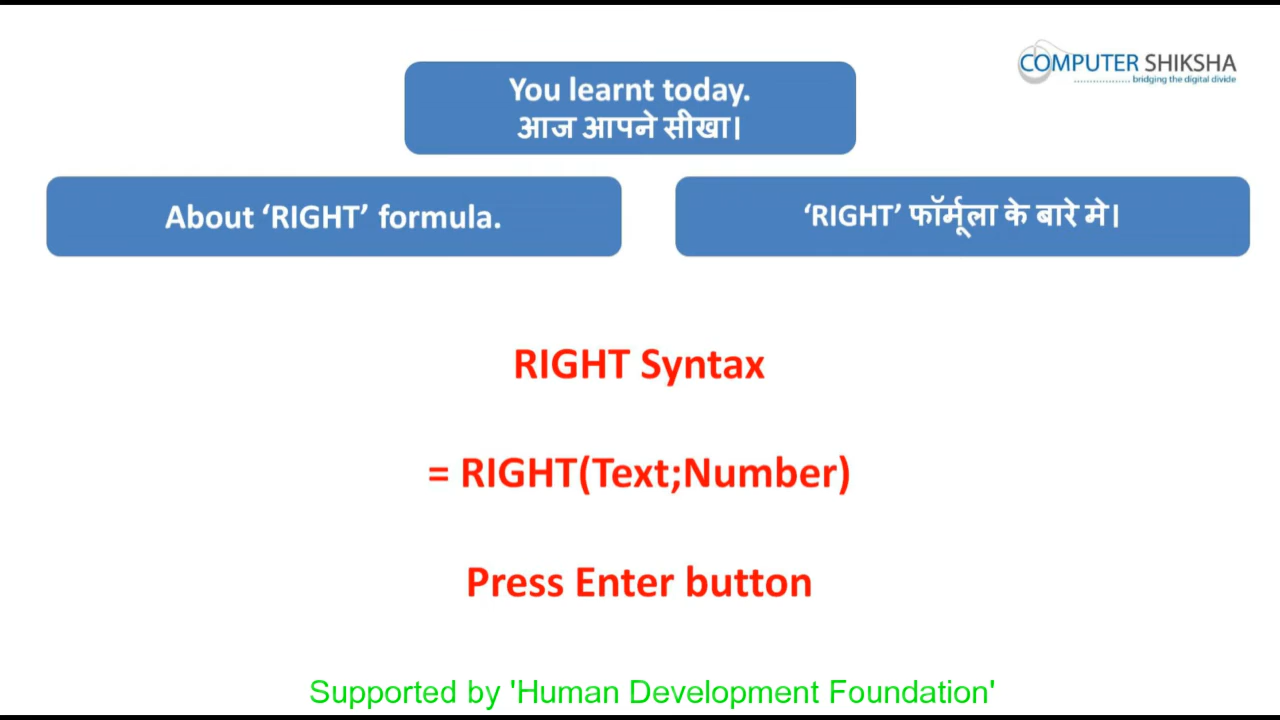 COMPUTER SHIKSHA
bridging the digital divide
You learnt today.
आज आपने सीखा।
About ‘RIGHT’ formula.
‘RIGHT’ फॉर्मूला के बारे मे।
RIGHT Syntax
= RIGHT(Text;Number)
Press Enter button
Supported by 'Human Development Foundation'